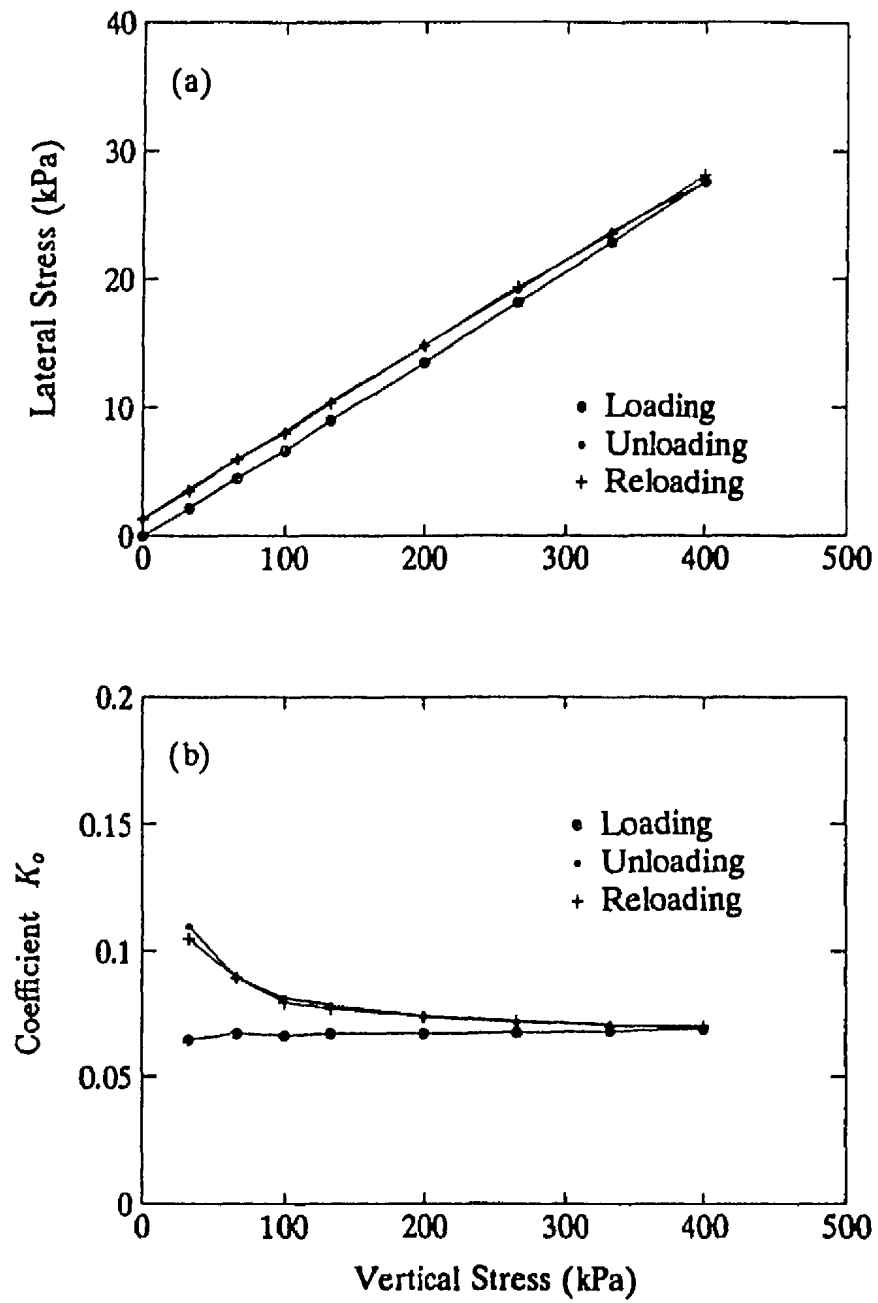 40
(a)
30
Lateral Stress (kPa)
20
10
Loading
Unloading
+ Reloading
0
0 100 200 300 400 500
0.2
(b)
0.15
Loading
Unloading
+ Reloading
Coefficient K_o
0.1
0.05
0
0 100 200 300 400 500
Vertical Stress (kPa)